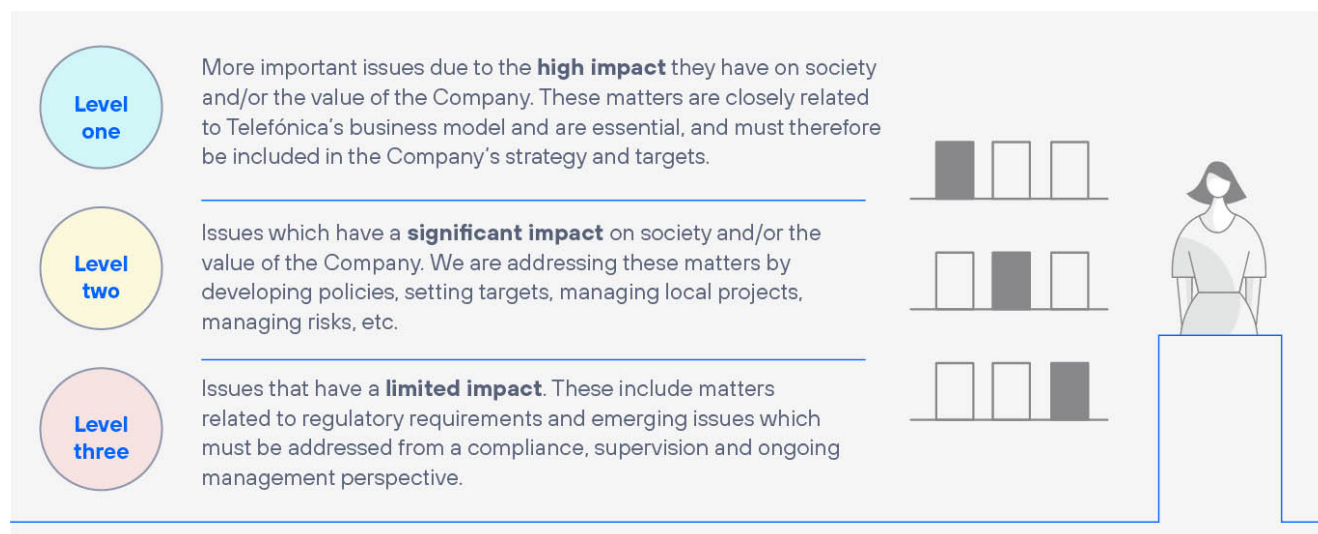 Level
one
More important issues due to the high impact they have on society
and/or the value of the Company. These matters are closely related
to Telefónica's business model and are essential, and must therefore
be included in the Company's strategy and targets.
Level
two
Issues which have a significant impact on society and/or the
value of the Company. We are addressing these matters by
developing policies, setting targets, managing local projects,
managing risks, etc.
Level
three
Issues that have a limited impact. These include matters
related to regulatory requirements and emerging issues which
must be addressed from a compliance, supervision and ongoing
management perspective.